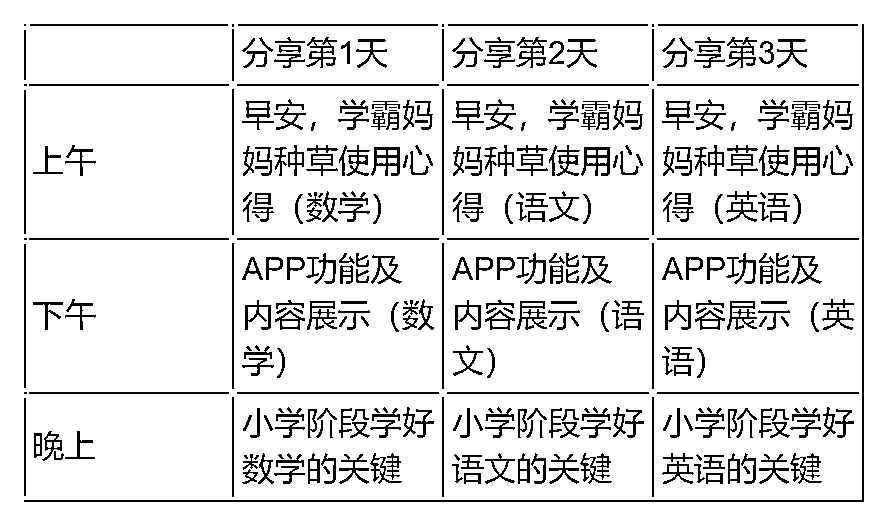 分享第1天 分享第2天 分享第3天
上午
早安，学霸妈
妈种草使用心
得（数学）
早安，学霸妈
妈种草使用心
得（语文）
早安，学霸妈
妈种草使用心
得（英语）
下午
APP功能及
内容展示（数
学）
APP功能及
内容展示（语
文）
APP功能及
内容展示（英
语）
晚上
小学阶段学好
数学的关键
小学阶段学好
语文的关键
小学阶段学好
英语的关键